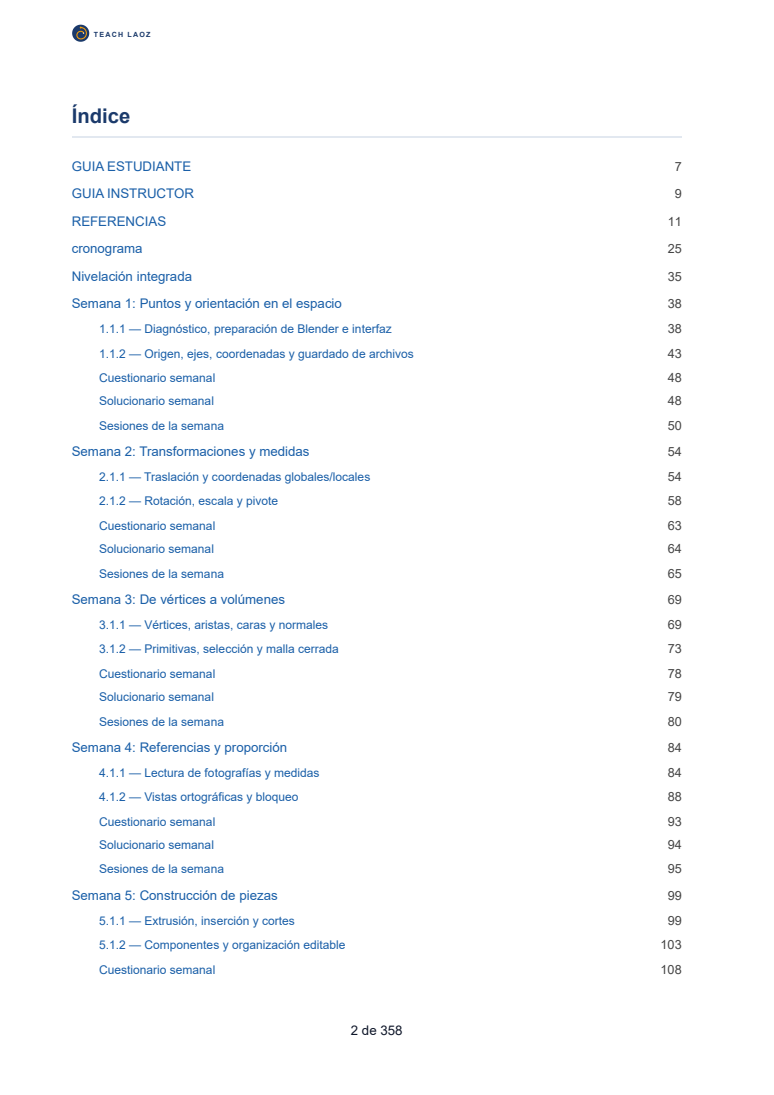 TEACH LAOZ
Índice
GUIA ESTUDIANTE 7
GUIA INSTRUCTOR 9
REFERENCIAS 11
cronograma 25
Nivelación integrada 35
Semana 1: Puntos y orientación en el espacio 38
1.1.1 — Diagnóstico, preparación de Blender e interfaz 38
1.1.2 — Origen, ejes, coordenadas y guardado de archivos 43
Cuestionario semanal 48
Solucionario semanal 48
Sesiones de la semana 50
Semana 2: Transformaciones y medidas 54
2.1.1 — Traslación y coordenadas globales/locales 54
2.1.2 — Rotación, escala y pivote 58
Cuestionario semanal 63
Solucionario semanal 64
Sesiones de la semana 65
Semana 3: De vértices a volúmenes 69
3.1.1 — Vértices, aristas, caras y normales 69
3.1.2 — Primitivas, selección y malla cerrada 73
Cuestionario semanal 78
Solucionario semanal 79
Sesiones de la semana 80
Semana 4: Referencias y proporción 84
4.1.1 — Lectura de fotografías y medidas 84
4.1.2 — Vistas ortográficas y bloqueo 88
Cuestionario semanal 93
Solucionario semanal 94
Sesiones de la semana 95
Semana 5: Construcción de piezas 99
5.1.1 — Extrusión, inserción y cortes 99
5.1.2 — Componentes y organización editable 103
Cuestionario semanal 108
2 de 358